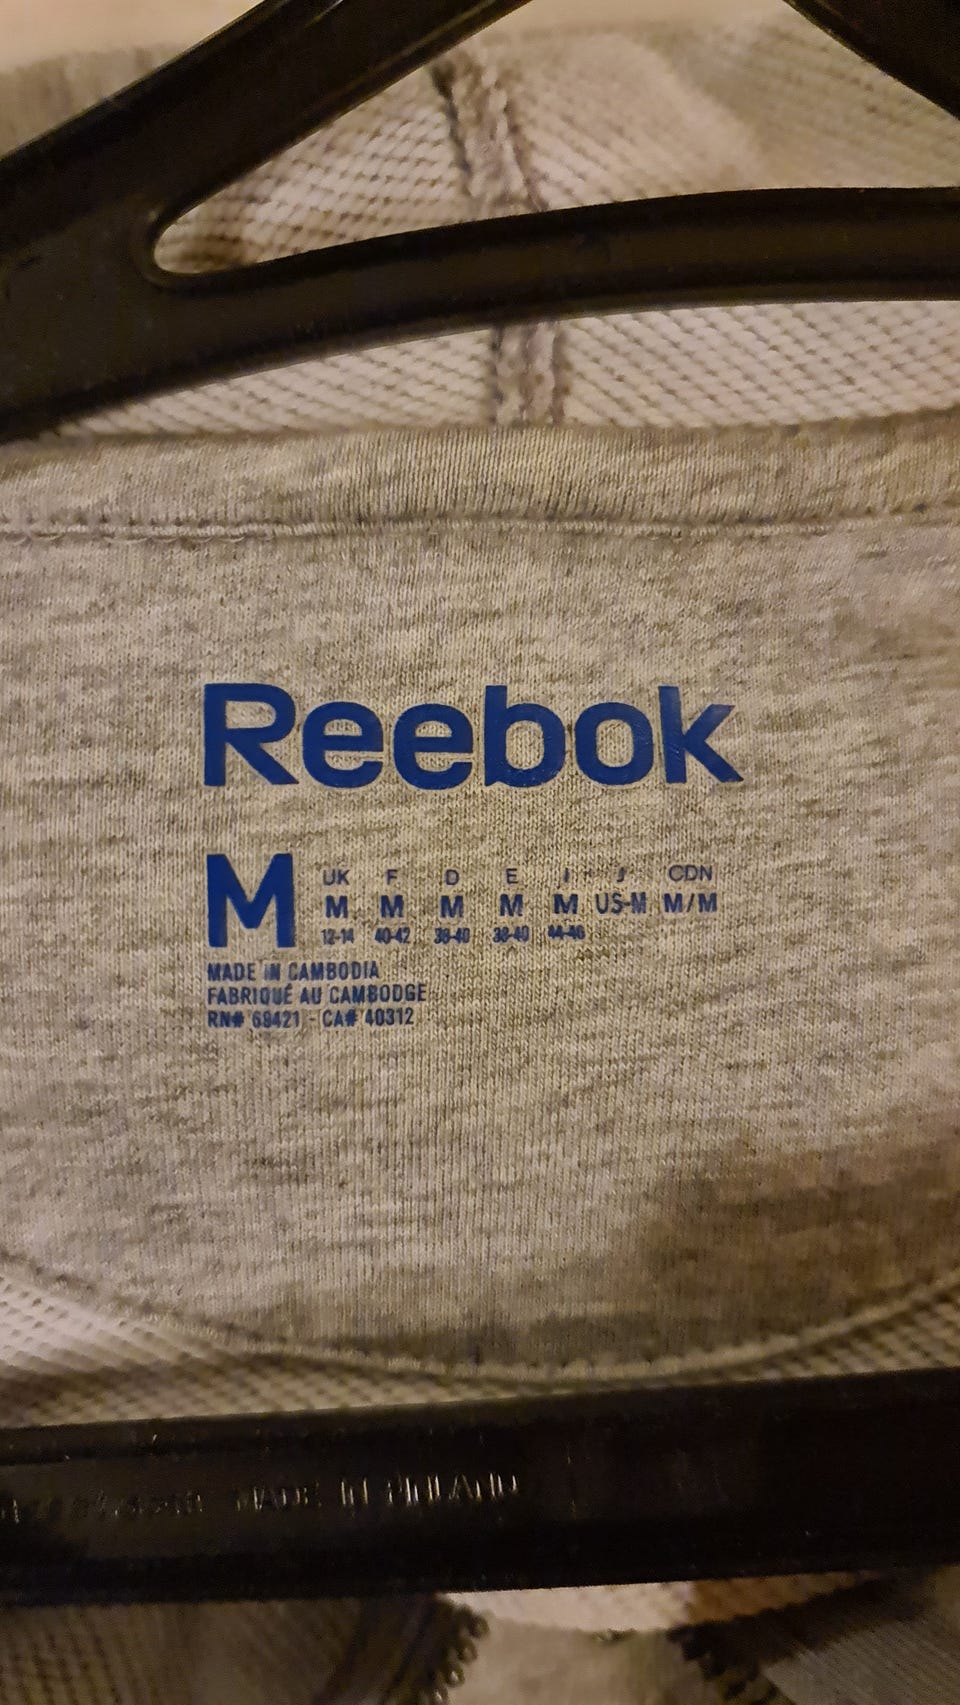 Reebok
M
UK F D E I J CDN
M M M M M US-M M/M
12-14 40-42 38-40 38-40 44-46
MADE IN CAMBODIA
FABRIQUÉ AU CAMBODGE
RN# 69421 - CA# 40312
MADE IN FINLAND